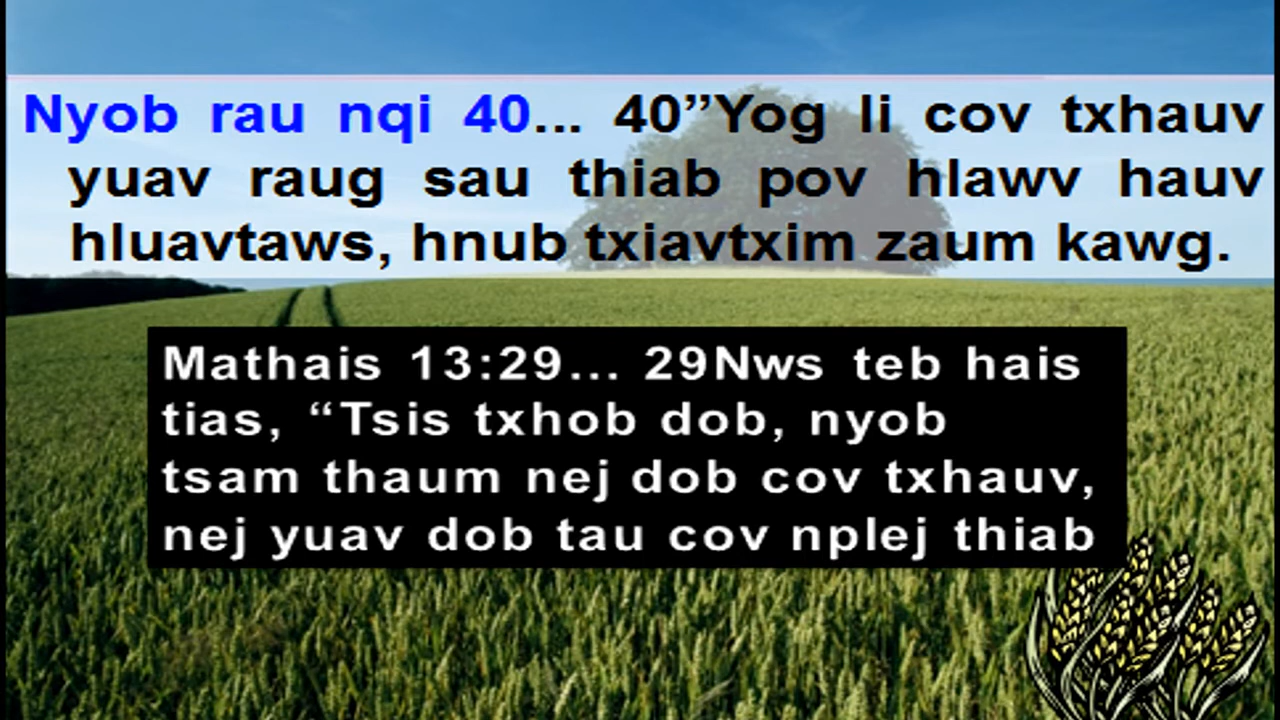 Nyob rau nqi 40... 40”Yog li cov txhauv
yuav raug sau thiab pov hlawv hauv
hluavtaws, hnub txiavtxim zaum kawg.
Mathais 13:29... 29Nws teb hais
tias, “Tsis txhob dob, nyob
tsam thaum nej dob cov txhauv,
nej yuav dob tau cov nplej thiab